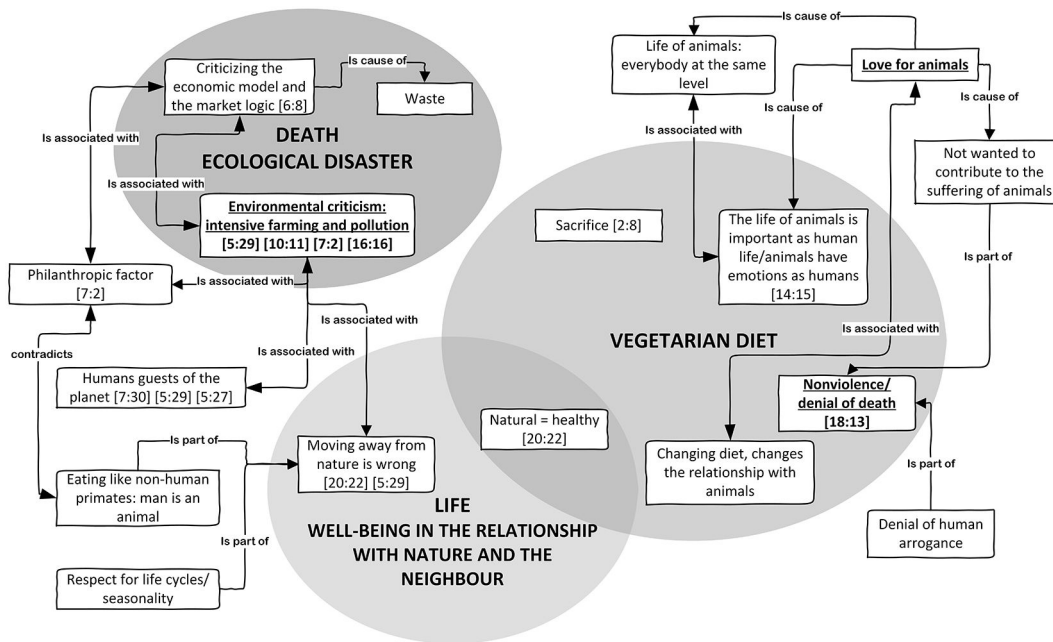 Is cause of
Life of animals:
everybody at the same
level
Love for animals
Criticizing the
economic model and
the market logic [6:8]
Is cause of
Waste
Is cause of
Is cause of
Is associated with
DEATH
ECOLOGICAL DISASTER
Is associated with
Is associated with
Not wanted to
contribute to the
suffering of animals
Environmental criticism:
intensive farming and pollution
[5:29] [10:11] [7:2] [16:16]
Sacrifice [2:8]
The life of animals is
important as human
life/animals have
emotions as humans
[14:15]
Is part of
Philanthropic factor
[7:2]
Is associated with
Is associated with
Is associated with
Is associated with
VEGETARIAN DIET
contradicts
Humans guests of the
planet [7:30] [5:29] [5:27]
Nonviolence/
denial of death
[18:13]
Natural = healthy
[20:22]
Is part of
Moving away from
nature is wrong
[20:22] [5:29]
Changing diet, changes
the relationship with
animals
Is part of
Eating like non-human
primates: man is an
animal
LIFE
WELL-BEING IN THE RELATIONSHIP
WITH NATURE AND THE
NEIGHBOUR
Is part of
Denial of human
arrogance
Respect for life cycles/
seasonality